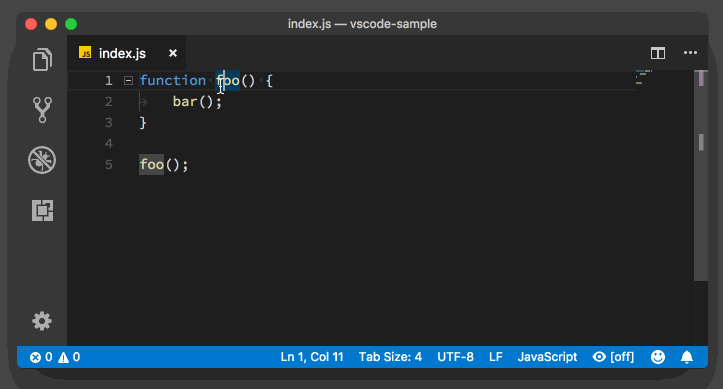 index.js — vscode-sample
JS index.js ×
1 function foo() {
2 bar();
3 }
4
5 foo();
0 0 Ln 1, Col 11 Tab Size: 4 UTF-8 LF JavaScript [off]